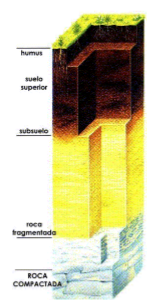 humus
suelo
superior
subsuelo
roca
fragmentada
ROCA
COMPACTADA